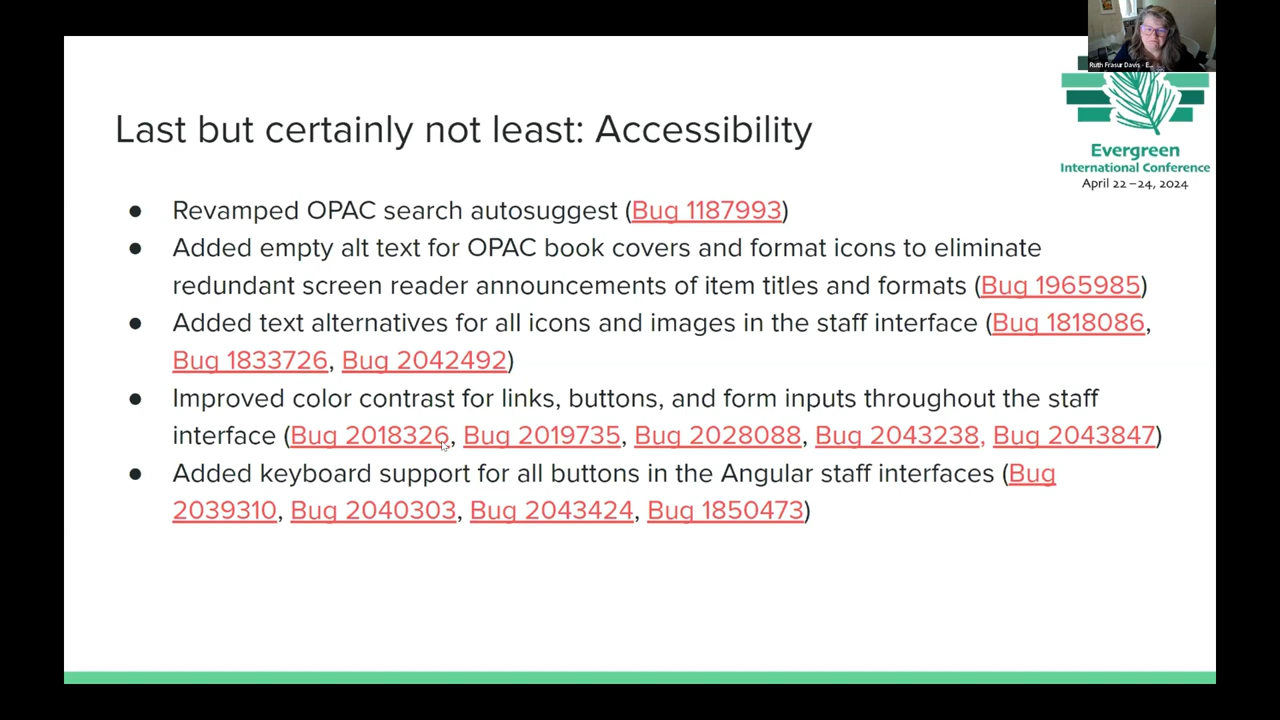 Ruth Frasur Davis - E...
Evergreen
International Conference
April 22 – 24, 2024
Last but certainly not least: Accessibility
● Revamped OPAC search autosuggest (Bug 1187993)
● Added empty alt text for OPAC book covers and format icons to eliminate
redundant screen reader announcements of item titles and formats (Bug 1965985)
● Added text alternatives for all icons and images in the staff interface (Bug 1818086,
Bug 1833726, Bug 2042492)
● Improved color contrast for links, buttons, and form inputs throughout the staff
interface (Bug 2018326, Bug 2019735, Bug 2028088, Bug 2043238, Bug 2043847)
● Added keyboard support for all buttons in the Angular staff interfaces (Bug
2039310, Bug 2040303, Bug 2043424, Bug 1850473)